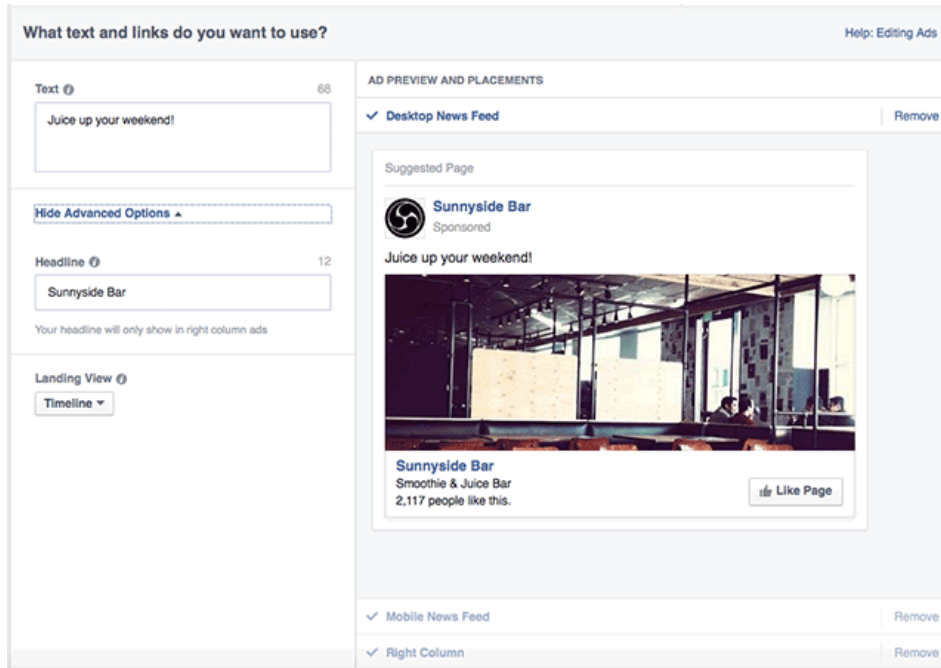 What text and links do you want to use?
Help: Editing Ads
Text
68
Juice up your weekend!
Hide Advanced Options
Headline
12
Sunnyside Bar
Your headline will only show in right column ads
Landing View
Timeline
AD PREVIEW AND PLACEMENTS
Desktop News Feed
Remove
Suggested Page
Sunnyside Bar
Sponsored
Juice up your weekend!
Sunnyside Bar
Smoothie & Juice Bar
2,117 people like this.
Like Page
Mobile News Feed
Remove
Right Column
Remove